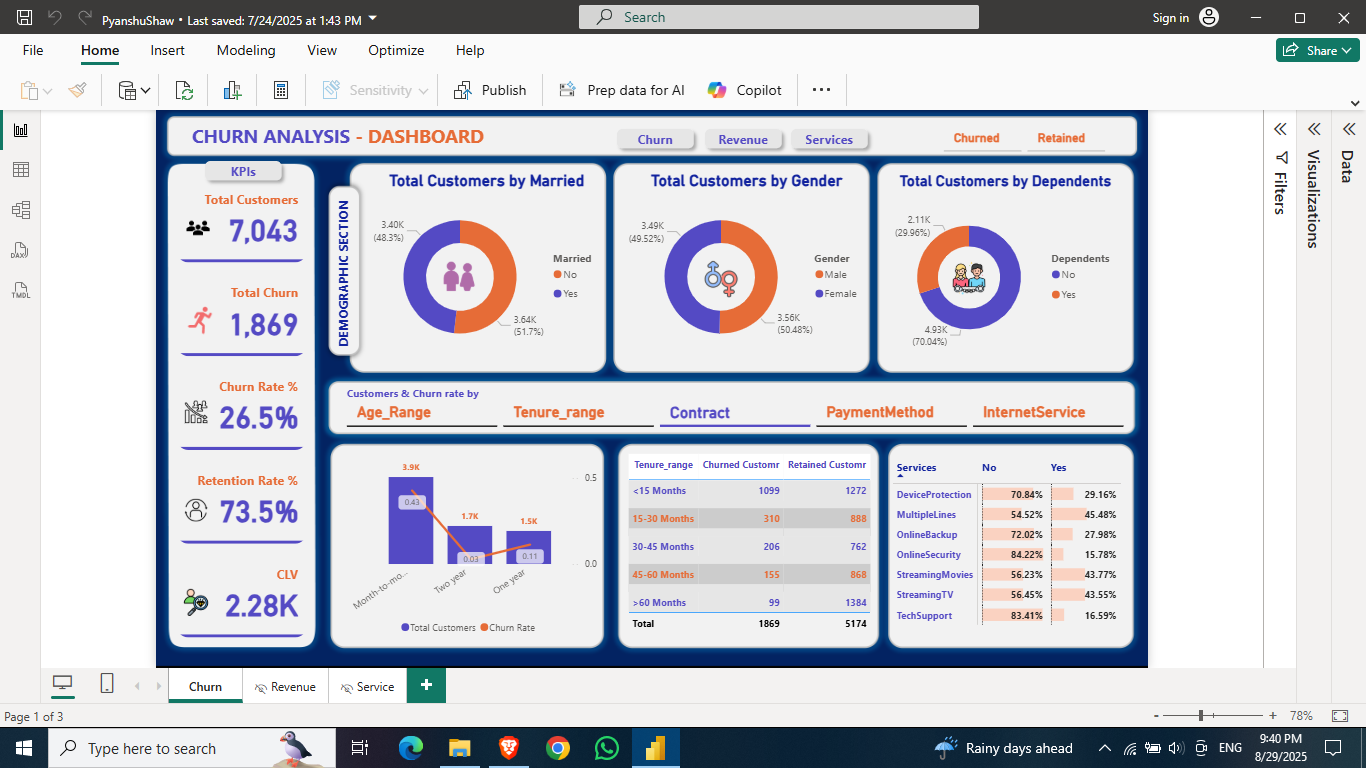 PyanshuShaw • Last saved: 7/24/2025 at 1:43 PM
Search
Sign in
File
Home
Insert
Modeling
View
Optimize
Help
Share
Sensitivity
Publish
Prep data for AI
Copilot
CHURN ANALYSIS - DASHBOARD
Churn
Revenue
Services
Churned
Retained
KPIs
Total Customers
7,043
Total Churn
1,869
Churn Rate %
26.5%
Retention Rate %
73.5%
CLV
2.28K
DEMOGRAPHIC SECTION
Total Customers by Married
3.40K
(48.3%)
3.64K
(51.7%)
Married
No
Yes
Total Customers by Gender
3.49K
(49.52%)
3.56K
(50.48%)
Gender
Male
Female
Total Customers by Dependents
2.11K
(29.96%)
4.93K
(70.04%)
Dependents
No
Yes
Customers & Churn rate by
Age_Range
Tenure_range
Contract
PaymentMethod
InternetService
3.9K
1.7K
1.5K
0.43
0.03
0.11
0.5
0.0
Month-to-mo...
Two year
One year
Total Customers
Churn Rate
Tenure_range Churned Customr Retained Customr
<15 Months 1099 1272
15-30 Months 310 888
30-45 Months 206 762
45-60 Months 155 868
>60 Months 99 1384
Total 1869 5174
Services No Yes
DeviceProtection 70.84% 29.16%
MultipleLines 54.52% 45.48%
OnlineBackup 72.02% 27.98%
OnlineSecurity 84.22% 15.78%
StreamingMovies 56.23% 43.77%
StreamingTV 56.45% 43.55%
TechSupport 83.41% 16.59%
Filters
Visualizations
Data
DAX
TMDL
Churn
Revenue
Service
Page 1 of 3
- + 78%
Type here to search
Rainy days ahead
ENG
9:40 PM
8/29/2025